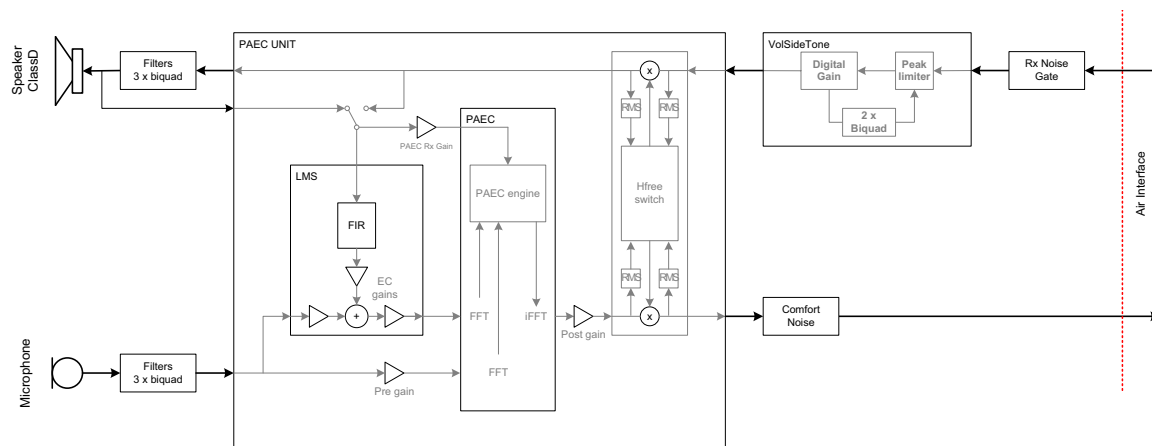 Speaker
ClassD
Filters
3 x biquad
PAEC UNIT
VolSideTone
Digital
Gain
Peak
limiter
2 x
Biquad
Rx Noise
Gate
Air Interface
RMS
RMS
PAEC Rx Gain
PAEC
PAEC engine
Hfree
switch
LMS
FIR
EC
gains
+
FFT
iFFT
FFT
Post gain
RMS
RMS
x
x
Comfort
Noise
Microphone
Filters
3 x biquad
Pre gain